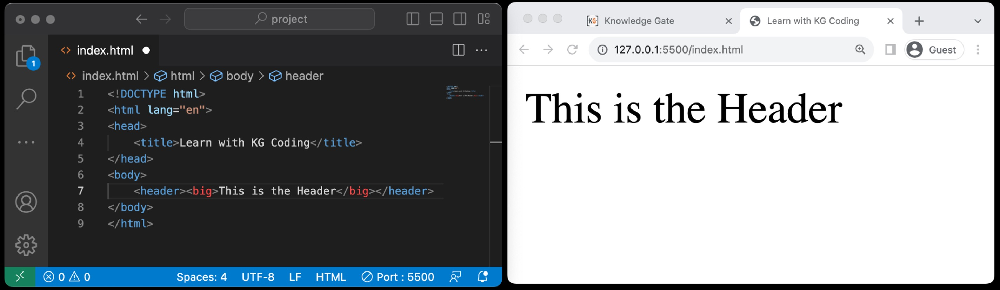 project
index.html
1
index.html > html > body > header
1 <!DOCTYPE html>
2 <html lang="en">
3 <head>
4 <title>Learn with KG Coding</title>
5 </head>
6 <body>
7 <header><big>This is the Header</big></header>
8 </body>
9 </html>
0 0 Spaces: 4 UTF-8 LF HTML Port : 5500
KG Knowledge Gate Learn with KG Coding
127.0.0.1:5500/index.html Guest
This is the Header